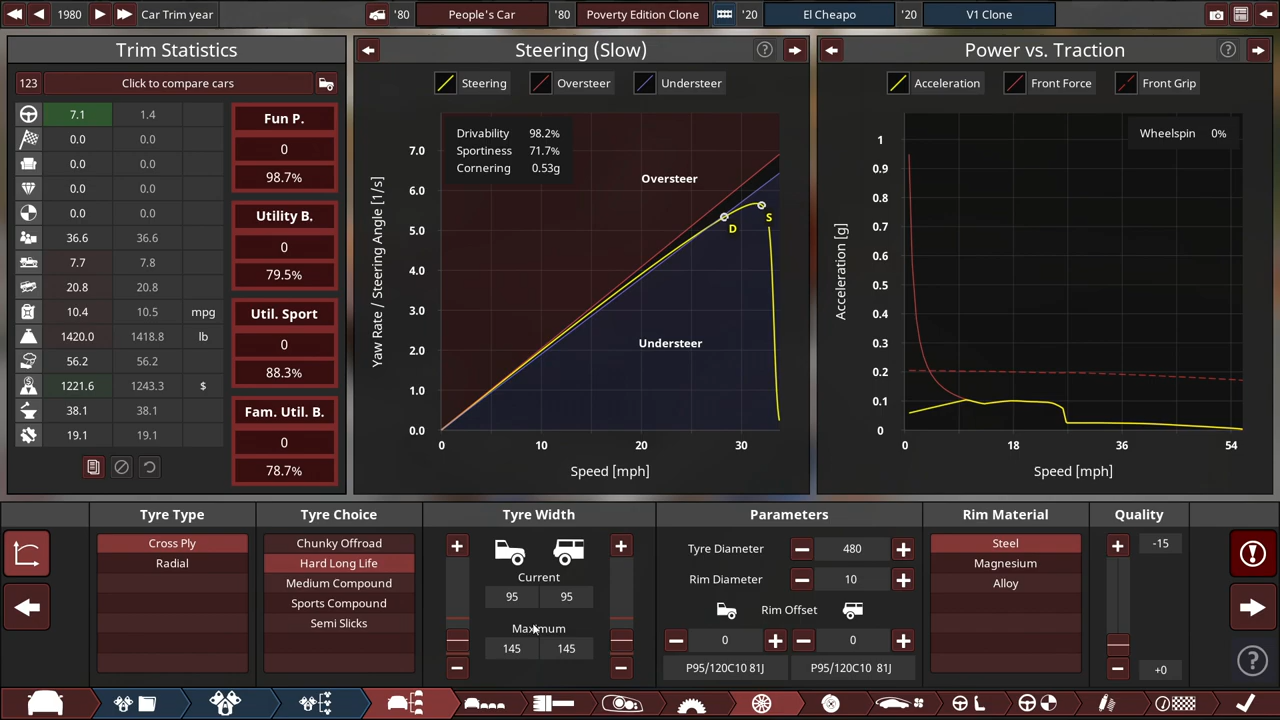 1980 Car Trim year '80 People's Car '80 Poverty Edition Clone '20 El Cheapo '20 V1 Clone
Trim Statistics
123 Click to compare cars
7.1 1.4
0.0 0.0
0.0 0.0
0.0 0.0
0.0 0.0
36.6 36.6
7.7 7.8
20.8 20.8
10.4 10.5 mpg
1420.0 1418.8 lb
56.2 56.2
1221.6 1243.3 $
38.1 38.1
19.1 19.1
Fun P.
0
98.7%
Utility B.
0
79.5%
Util. Sport
0
88.3%
Fam. Util. B.
0
78.7%
Steering (Slow) ?
Steering Oversteer Understeer
Drivability 98.2%
Sportiness 71.7%
Cornering 0.53g
Oversteer
Understeer
D
S
Yaw Rate / Steering Angle [1/s]
7.0
6.0
5.0
4.0
3.0
2.0
1.0
0.0
0 10 20 30
Speed [mph]
Power vs. Traction ?
Acceleration Front Force Front Grip
Wheelspin 0%
Acceleration [g]
1
0.9
0.8
0.7
0.6
0.5
0.4
0.3
0.2
0.1
0
0 18 36 54
Speed [mph]
Tyre Type
Cross Ply
Radial
Tyre Choice
Chunky Offroad
Hard Long Life
Medium Compound
Sports Compound
Semi Slicks
Tyre Width
+ +
Current
95 95
Maximum
145 145
- -
Parameters
Tyre Diameter - 480 +
Rim Diameter - 10 +
Rim Offset
- 0 + - 0 +
P95/120C10 81J P95/120C10 81J
Rim Material
Steel
Magnesium
Alloy
Quality
+ -15
- +0
?